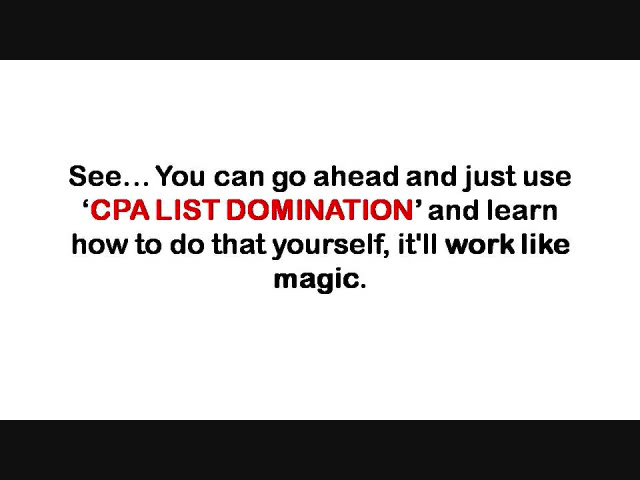 See... You can go ahead and just use
‘CPA LIST DOMINATION’ and learn
how to do that yourself, it'll work like
magic.